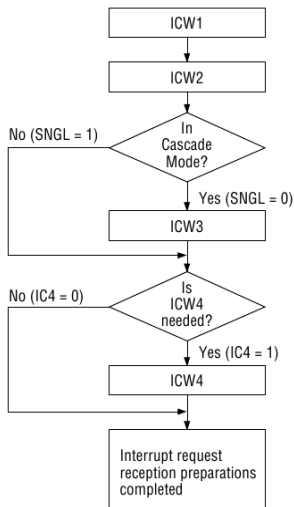 ICW1
ICW2
In
Cascade
Mode?
No (SNGL = 1)
Yes (SNGL = 0)
ICW3
Is
ICW4
needed?
No (IC4 = 0)
Yes (IC4 = 1)
ICW4
Interrupt request
reception preparations
completed